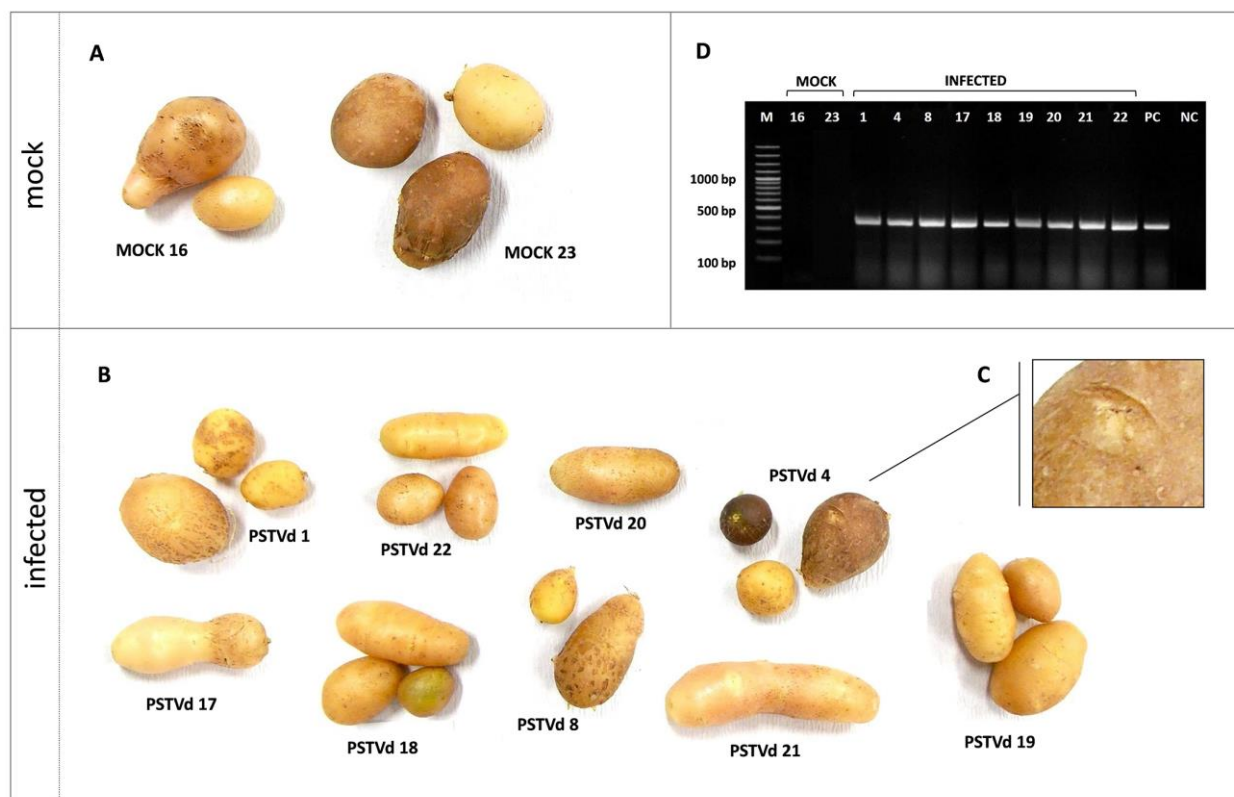 mock
A
MOCK 16
MOCK 23
D
MOCK
INFECTED
M 16 23 1 4 8 17 18 19 20 21 22 PC NC
1000 bp
500 bp
100 bp
infected
B
PSTVd 1
PSTVd 22
PSTVd 20
PSTVd 4
C
PSTVd 17
PSTVd 18
PSTVd 8
PSTVd 21
PSTVd 19